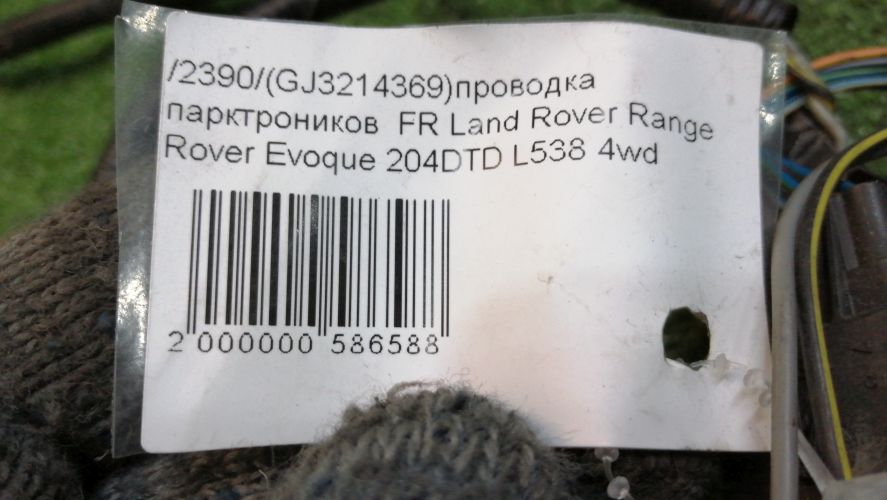 /2390/(GJ3214369)проводка
парктроников FR Land Rover Range
Rover Evoque 204DTD L538 4wd
2 000000 586588